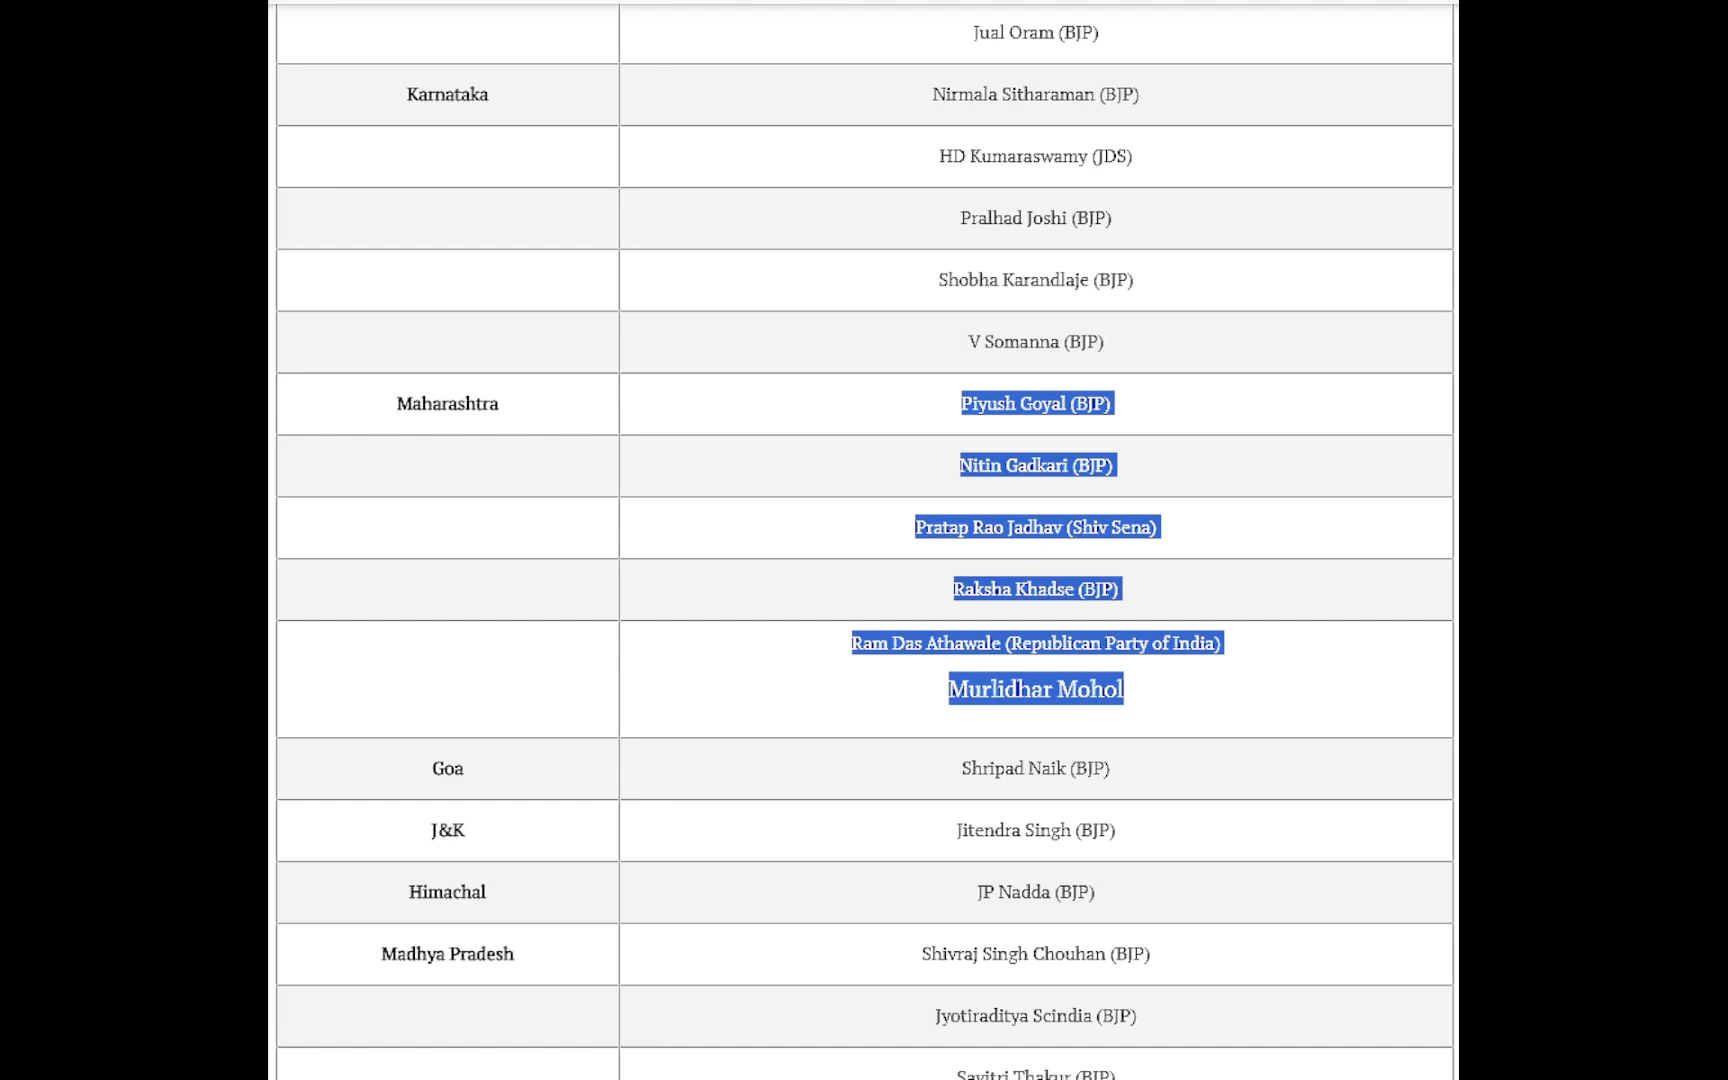 Jual Oram (BJP)
Karnataka
Nirmala Sitharaman (BJP)
HD Kumaraswamy (JDS)
Pralhad Joshi (BJP)
Shobha Karandlaje (BJP)
V Somanna (BJP)
Maharashtra
Piyush Goyal (BJP)
Nitin Gadkari (BJP)
Pratap Rao Jadhav (Shiv Sena)
Raksha Khadse (BJP)
Ram Das Athawale (Republican Party of India)
Murlidhar Mohol
Goa
Shripad Naik (BJP)
J&K
Jitendra Singh (BJP)
Himachal
JP Nadda (BJP)
Madhya Pradesh
Shivraj Singh Chouhan (BJP)
Jyotiraditya Scindia (BJP)
Savitri Thakur (BJP)